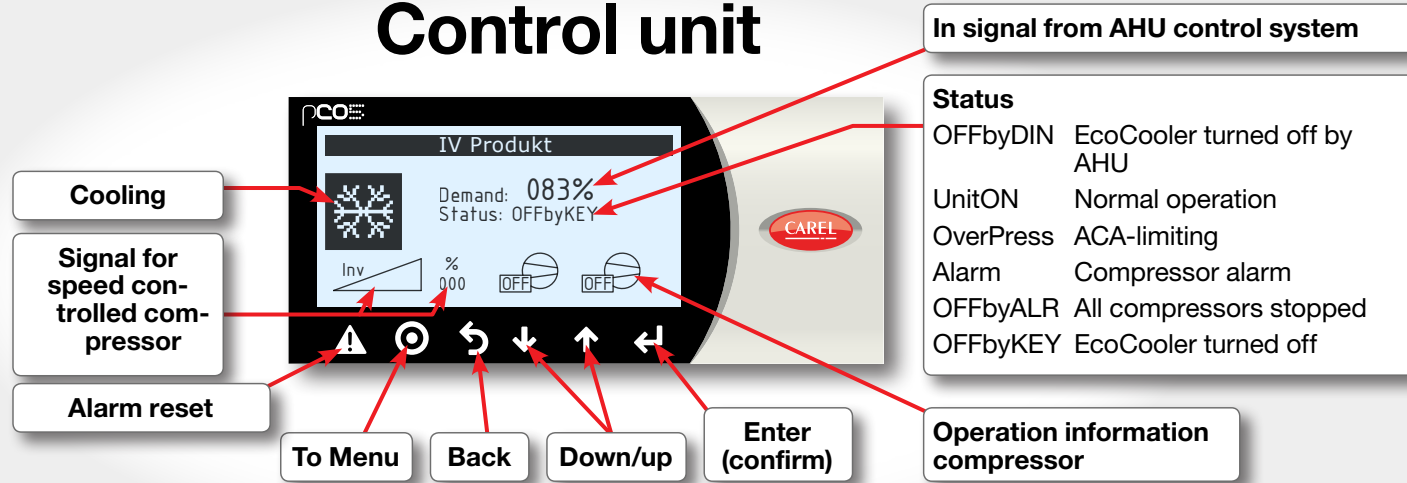 Control unit
In signal from AHU control system
Status
OFFbyDIN EcoCooler turned off by
AHU
UnitON Normal operation
OverPress ACA-limiting
Alarm Compressor alarm
OFFbyALR All compressors stopped
OFFbyKEY EcoCooler turned off
pCO5
IV Produkt
Demand: 083%
Status: OFFbyKEY
Inv
%
000
OFF
OFF
CAREL
Cooling
Signal for
speed con-
trolled com-
pressor
Alarm reset
To Menu
Back
Down/up
Enter
(confirm)
Operation information
compressor